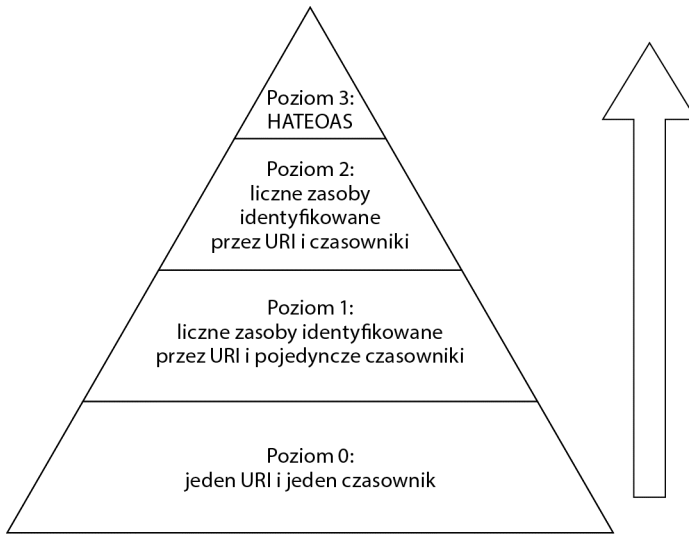 Poziom 3:
HATEOAS
Poziom 2:
liczne zasoby
identyfikowane
przez URI i czasowniki
Poziom 1:
liczne zasoby identyfikowane
przez URI i pojedyncze czasowniki
Poziom 0:
jeden URI i jeden czasownik